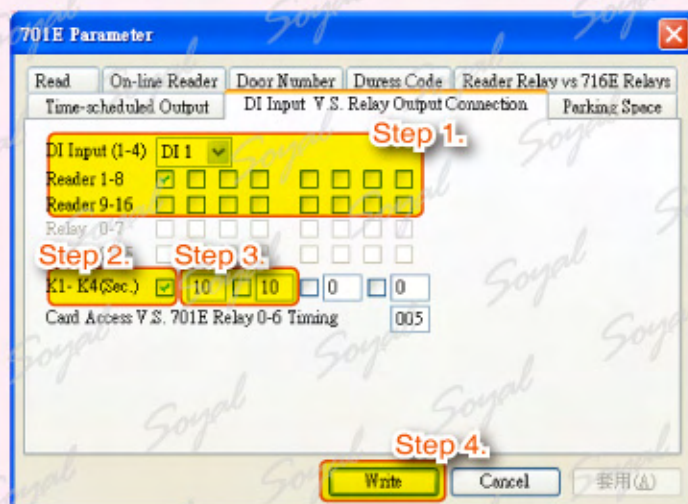 701E Parameter
Read On-line Reader Door Number Duress Code Reader Relay vs 716E Relays
Time-scheduled Output DI Input V.S. Relay Output Connection Parking Space
Step 1.
DI Input (1-4) DI 1
Reader 1-8
Reader 9-16
Relay 0-7
Step 2. Step 3.
K1- K4(Sec.) 10 10 0 0
Card Access V.S. 701E Relay 0-6 Timing 005
Step 4.
Write Cancel 套用(A)
Soyal